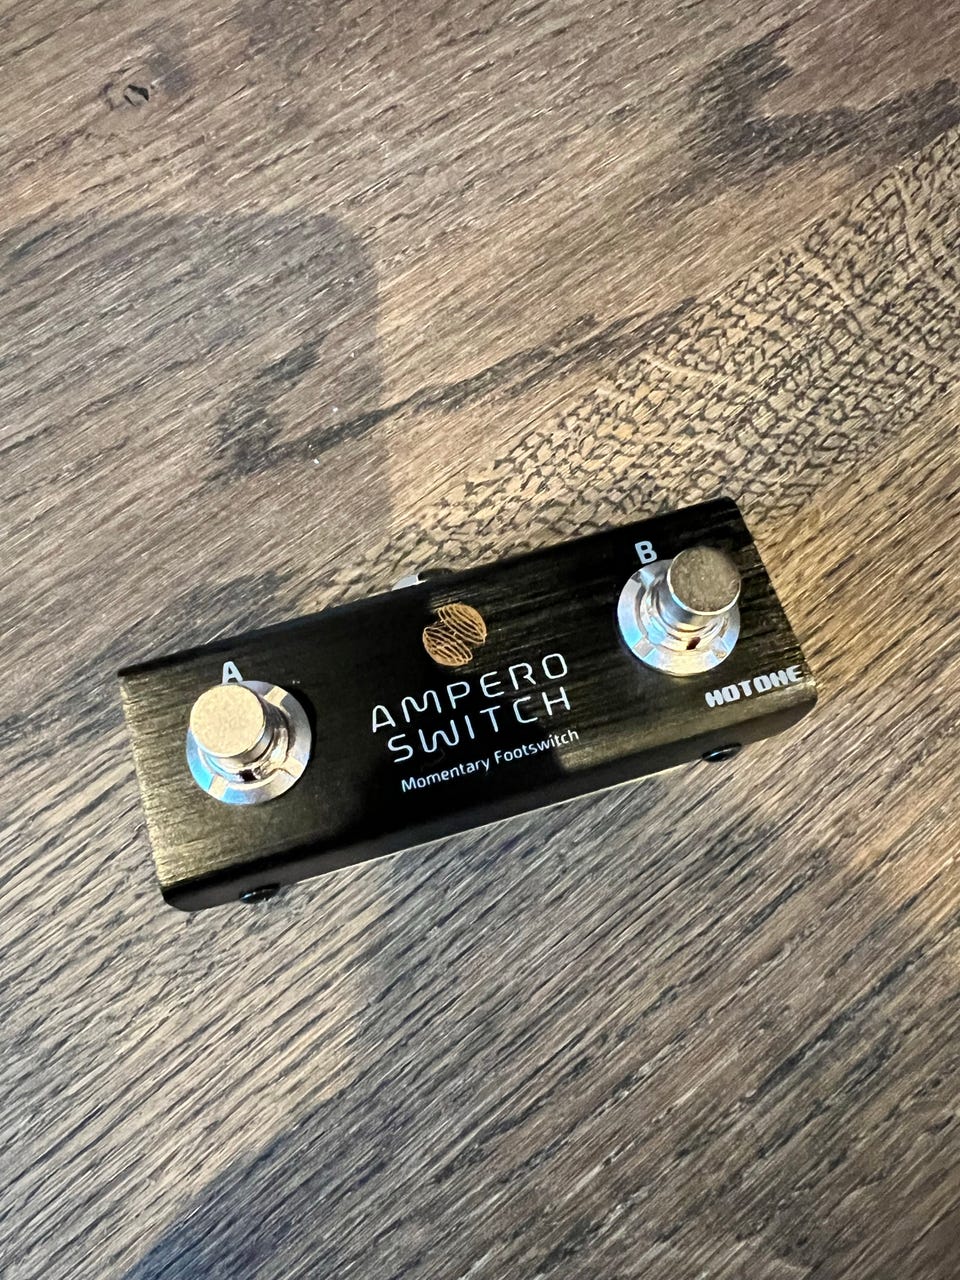 A
B
AMPERO
SWITCH
Momentary Footswitch
HOTONE